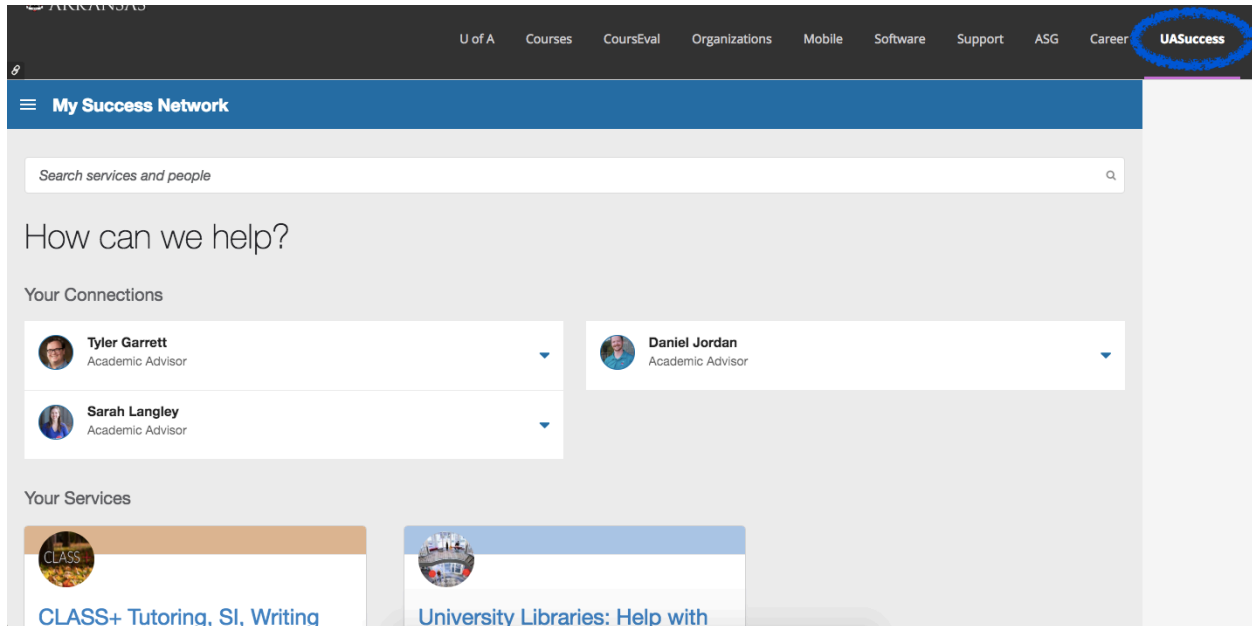 ARKANSAS
U of A Courses CoursEval Organizations Mobile Software Support ASG Career UASuccess
My Success Network
Search services and people
How can we help?
Your Connections
Tyler Garrett
Academic Advisor
Daniel Jordan
Academic Advisor
Sarah Langley
Academic Advisor
Your Services
CLASS
CLASS+ Tutoring, SI, Writing
University Libraries: Help with